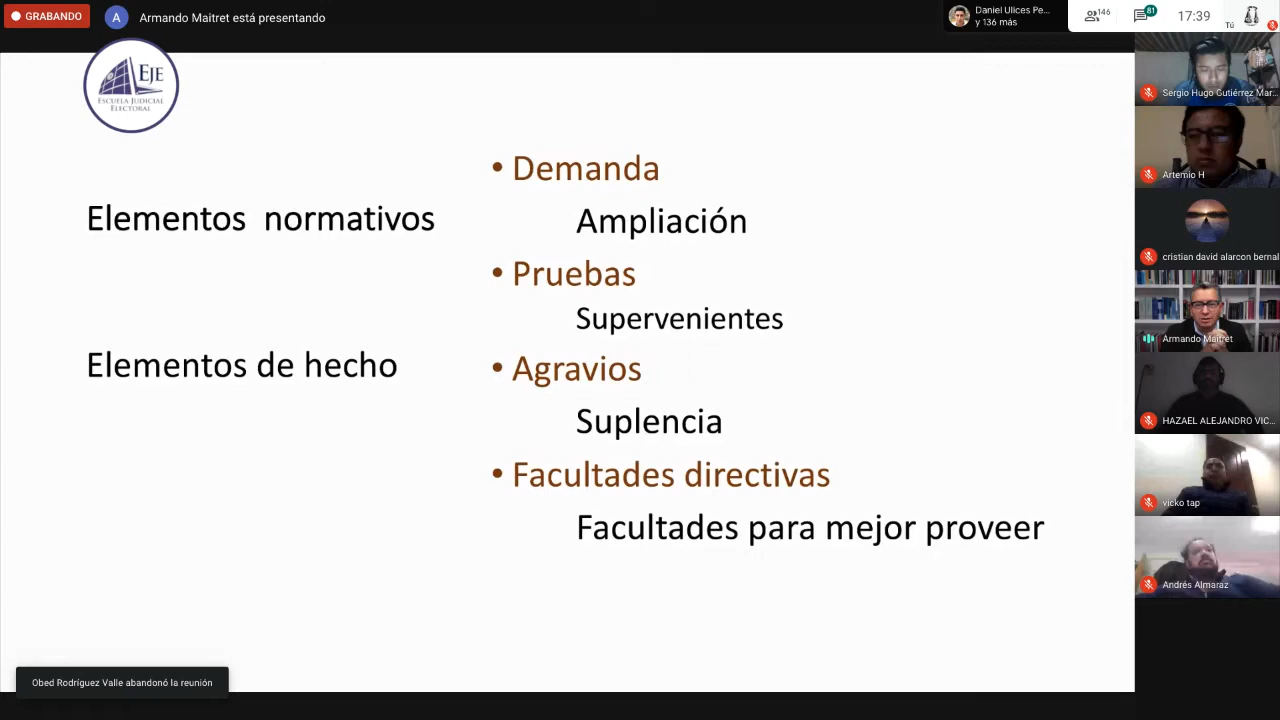 GRABANDO
A
Armando Maitret está presentando
Daniel Ulices Pe...
y 136 más
146
81
17:39
Tú
EJE
ESCUELA JUDICIAL
ELECTORAL
Elementos normativos
Elementos de hecho
• Demanda
Ampliación
• Pruebas
Supervenientes
• Agravios
Suplencia
• Facultades directivas
Facultades para mejor proveer
Sergio Hugo Gutiérrez Mar...
Artemio H
cristian david alarcon bernal
Armando Maitret
HAZAEL ALEJANDRO VIC...
vicko tap
Andrés Almaraz
Obed Rodríguez Valle abandonó la reunión